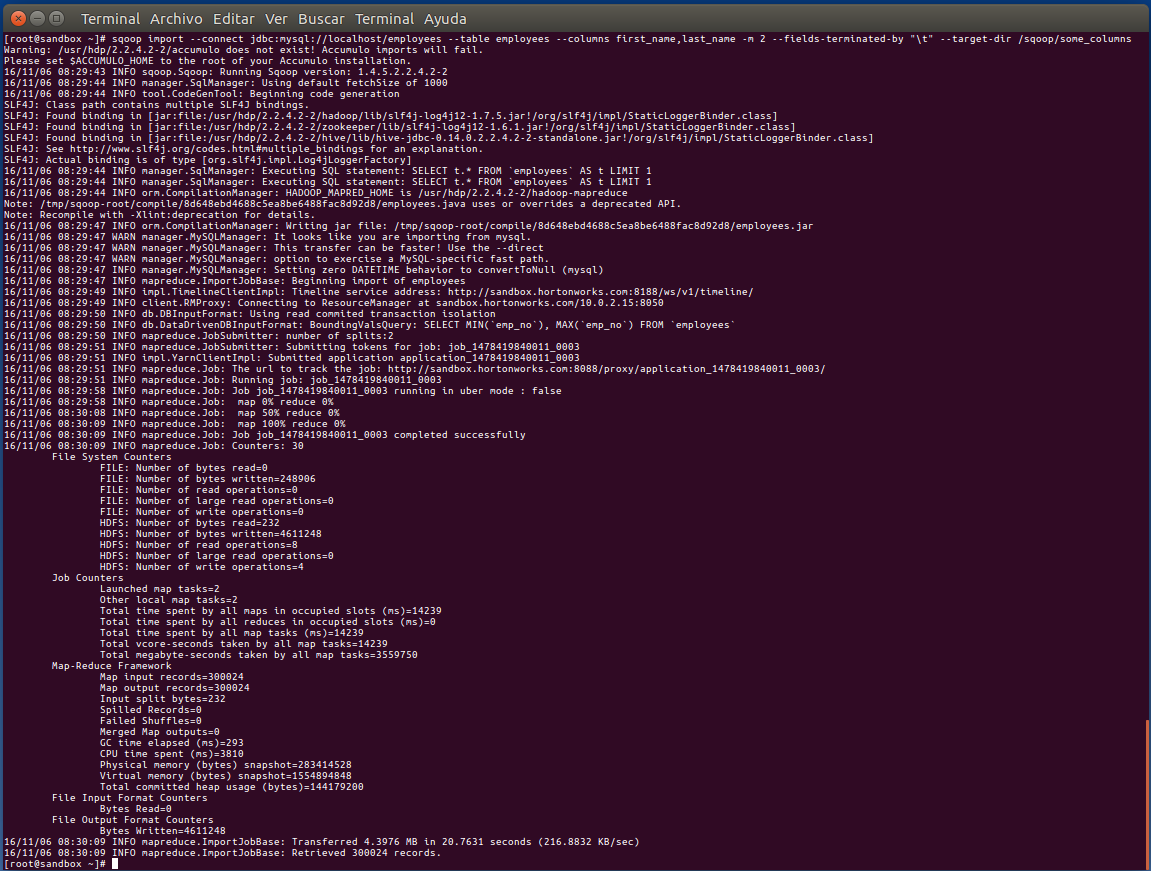 Terminal Archivo Editar Ver Buscar Terminal Ayuda
[root@sandbox ~]# sqoop import --connect jdbc:mysql://localhost/employees --table employees --columns first_name,last_name -m 2 --fields-terminated-by "\t" --target-dir /sqoop/some_columns
Warning: /usr/hdp/2.2.4.2-2/accumulo does not exist! Accumulo imports will fail.
Please set $ACCUMULO_HOME to the root of your Accumulo installation.
16/11/06 08:29:43 INFO sqoop.Sqoop: Running Sqoop version: 1.4.5.2.2.4.2-2
16/11/06 08:29:44 INFO manager.SqlManager: Using default fetchSize of 1000
16/11/06 08:29:44 INFO tool.CodeGenTool: Beginning code generation
SLF4J: Class path contains multiple SLF4J bindings.
SLF4J: Found binding in [jar:file:/usr/hdp/2.2.4.2-2/hadoop/lib/slf4j-log4j12-1.7.5.jar!/org/slf4j/impl/StaticLoggerBinder.class]
SLF4J: Found binding in [jar:file:/usr/hdp/2.2.4.2-2/zookeeper/lib/slf4j-log4j12-1.6.1.jar!/org/slf4j/impl/StaticLoggerBinder.class]
SLF4J: Found binding in [jar:file:/usr/hdp/2.2.4.2-2/hive/lib/hive-jdbc-0.14.0.2.2.4.2-2-standalone.jar!/org/slf4j/impl/StaticLoggerBinder.class]
SLF4J: See http://www.slf4j.org/codes.html#multiple_bindings for an explanation.
SLF4J: Actual binding is of type [org.slf4j.impl.Log4jLoggerFactory]
16/11/06 08:29:44 INFO manager.SqlManager: Executing SQL statement: SELECT t.* FROM `employees` AS t LIMIT 1
16/11/06 08:29:44 INFO manager.SqlManager: Executing SQL statement: SELECT t.* FROM `employees` AS t LIMIT 1
16/11/06 08:29:44 INFO orm.CompilationManager: HADOOP_MAPRED_HOME is /usr/hdp/2.2.4.2-2/hadoop-mapreduce
Note: /tmp/sqoop-root/compile/8d648ebd4688c5ea8be6488fac8d92d8/employees.java uses or overrides a deprecated API.
Note: Recompile with -Xlint:deprecation for details.
16/11/06 08:29:47 INFO orm.CompilationManager: Writing jar file: /tmp/sqoop-root/compile/8d648ebd4688c5ea8be6488fac8d92d8/employees.jar
16/11/06 08:29:47 WARN manager.MySQLManager: It looks like you are importing from mysql.
16/11/06 08:29:47 WARN manager.MySQLManager: This transfer can be faster! Use the --direct
16/11/06 08:29:47 WARN manager.MySQLManager: option to exercise a MySQL-specific fast path.
16/11/06 08:29:47 INFO manager.MySQLManager: Setting zero DATETIME behavior to convertToNull (mysql)
16/11/06 08:29:47 INFO mapreduce.ImportJobBase: Beginning import of employees
16/11/06 08:29:49 INFO impl.TimelineClientImpl: Timeline service address: http://sandbox.hortonworks.com:8188/ws/v1/timeline/
16/11/06 08:29:49 INFO client.RMProxy: Connecting to ResourceManager at sandbox.hortonworks.com/10.0.2.15:8050
16/11/06 08:29:50 INFO db.DBInputFormat: Using read commited transaction isolation
16/11/06 08:29:50 INFO db.DataDrivenDBInputFormat: BoundingValsQuery: SELECT MIN(`emp_no`), MAX(`emp_no`) FROM `employees`
16/11/06 08:29:50 INFO mapreduce.JobSubmitter: number of splits:2
16/11/06 08:29:51 INFO mapreduce.JobSubmitter: Submitting tokens for job: job_1478419840011_0003
16/11/06 08:29:51 INFO impl.YarnClientImpl: Submitted application application_1478419840011_0003
16/11/06 08:29:51 INFO mapreduce.Job: The url to track the job: http://sandbox.hortonworks.com:8088/proxy/application_1478419840011_0003/
16/11/06 08:29:51 INFO mapreduce.Job: Running job: job_1478419840011_0003
16/11/06 08:29:58 INFO mapreduce.Job: Job job_1478419840011_0003 running in uber mode : false
16/11/06 08:29:58 INFO mapreduce.Job:  map 0% reduce 0%
16/11/06 08:30:08 INFO mapreduce.Job:  map 50% reduce 0%
16/11/06 08:30:09 INFO mapreduce.Job:  map 100% reduce 0%
16/11/06 08:30:09 INFO mapreduce.Job: Job job_1478419840011_0003 completed successfully
16/11/06 08:30:09 INFO mapreduce.Job: Counters: 30
File System Counters
FILE: Number of bytes read=0
FILE: Number of bytes written=248906
FILE: Number of read operations=0
FILE: Number of large read operations=0
FILE: Number of write operations=0
HDFS: Number of bytes read=232
HDFS: Number of bytes written=4611248
HDFS: Number of read operations=8
HDFS: Number of large read operations=0
HDFS: Number of write operations=4
Job Counters
Launched map tasks=2
Other local map tasks=2
Total time spent by all maps in occupied slots (ms)=14239
Total time spent by all reduces in occupied slots (ms)=0
Total time spent by all map tasks (ms)=14239
Total vcore-seconds taken by all map tasks=14239
Total megabyte-seconds taken by all map tasks=3559750
Map-Reduce Framework
Map input records=300024
Map output records=300024
Input split bytes=232
Spilled Records=0
Failed Shuffles=0
Merged Map outputs=0
GC time elapsed (ms)=293
CPU time spent (ms)=3810
Physical memory (bytes) snapshot=283414528
Virtual memory (bytes) snapshot=1554894848
Total committed heap usage (bytes)=144179200
File Input Format Counters
Bytes Read=0
File Output Format Counters
Bytes Written=4611248
16/11/06 08:30:09 INFO mapreduce.ImportJobBase: Transferred 4.3976 MB in 20.7631 seconds (216.8832 KB/sec)
16/11/06 08:30:09 INFO mapreduce.ImportJobBase: Retrieved 300024 records.
[root@sandbox ~]#